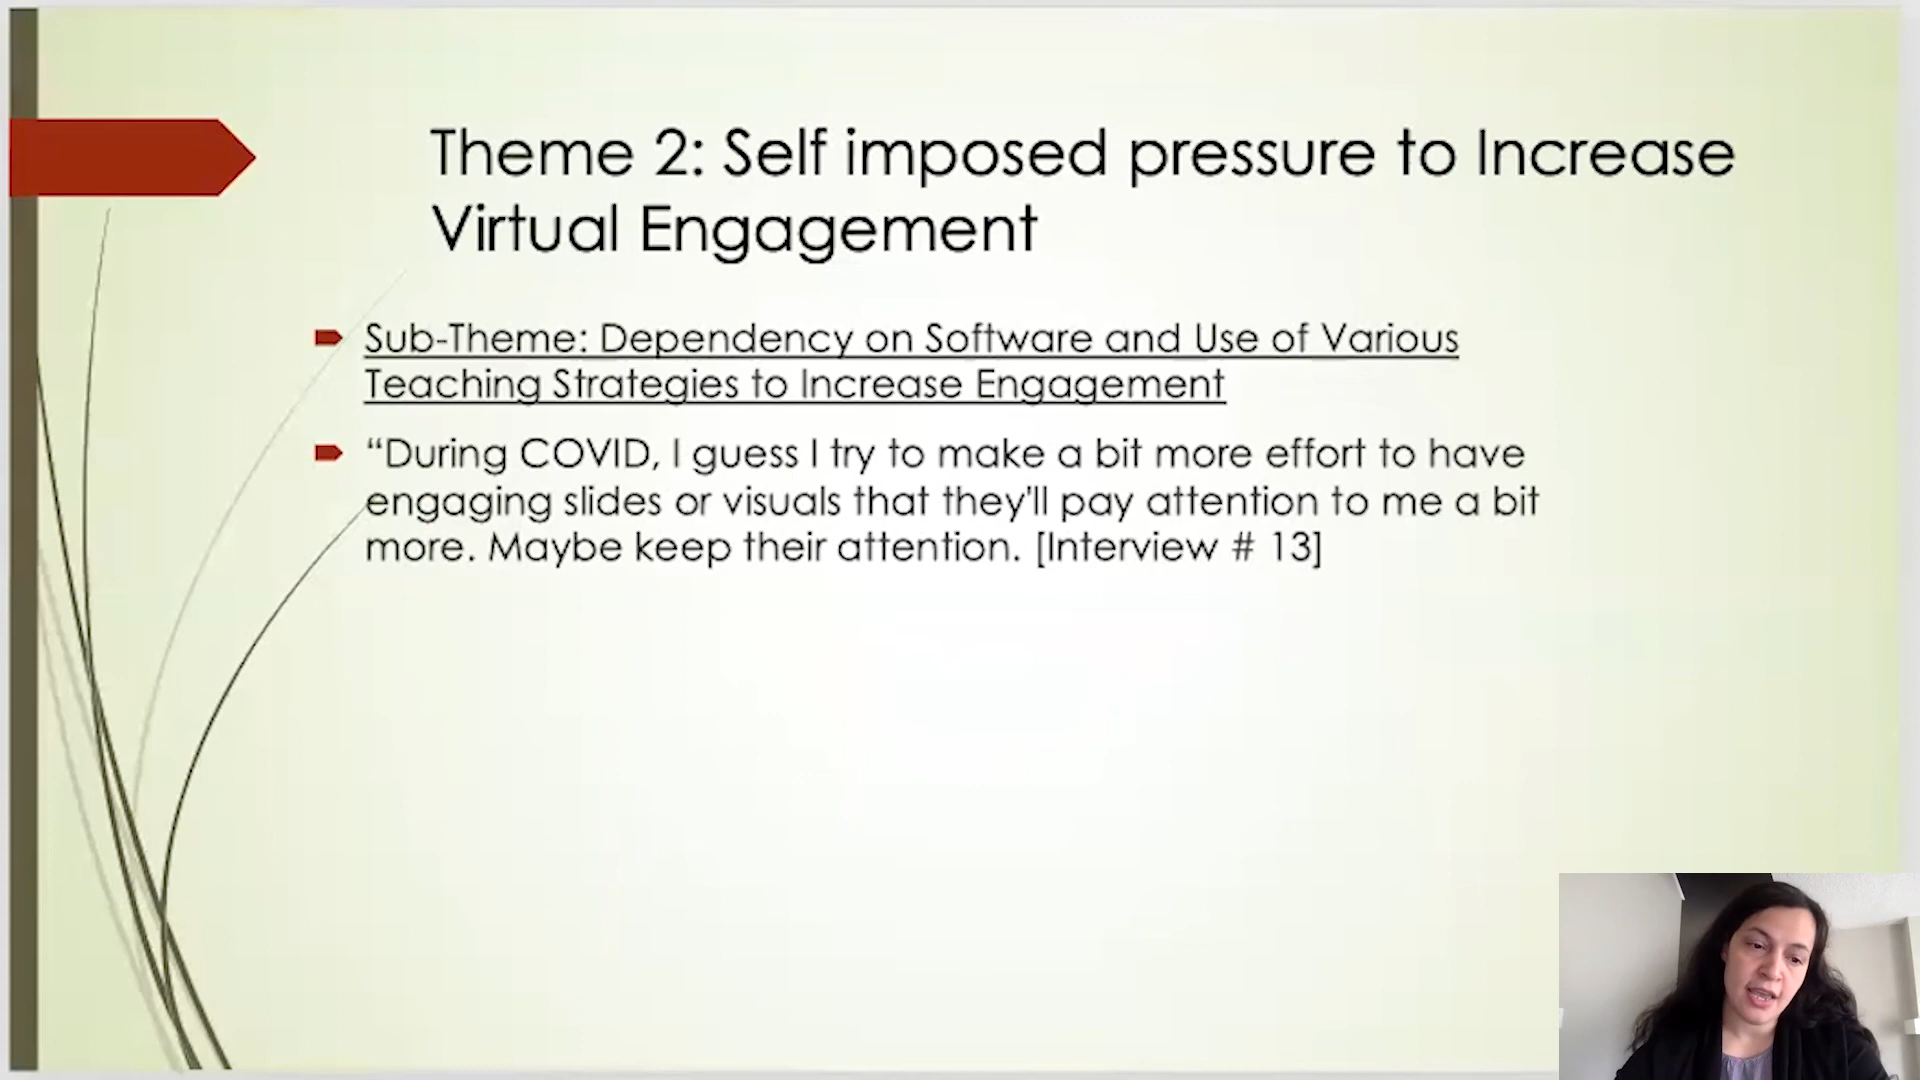 Theme 2: Self imposed pressure to Increase
Virtual Engagement
Sub-Theme: Dependency on Software and Use of Various
Teaching Strategies to Increase Engagement
“During COVID, I guess I try to make a bit more effort to have
engaging slides or visuals that they'll pay attention to me a bit
more. Maybe keep their attention. [Interview # 13]